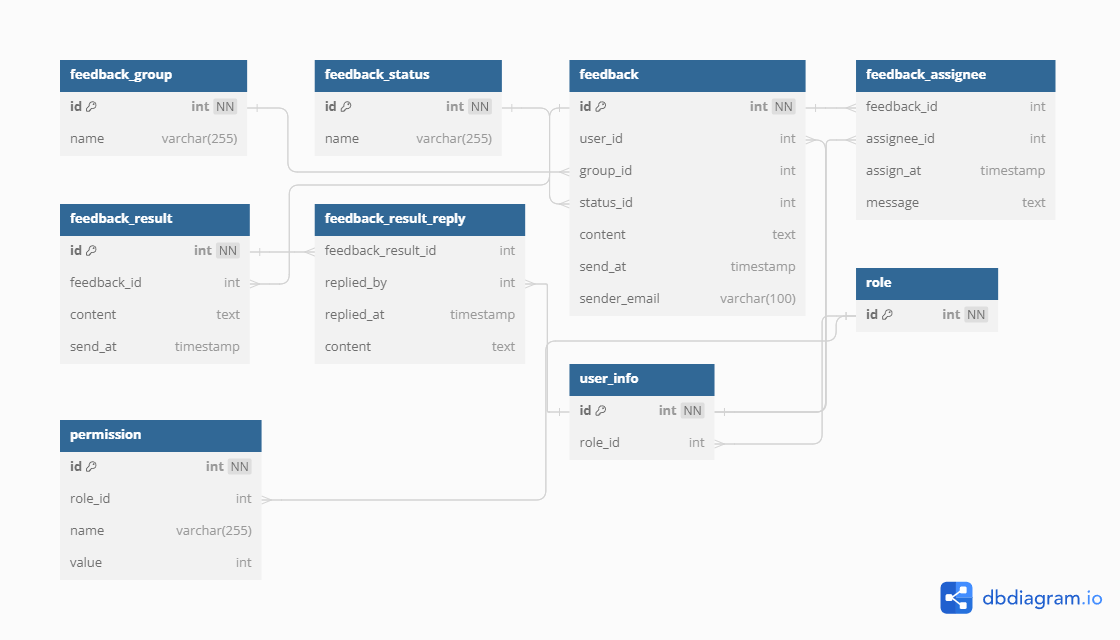 feedback_group
id int NN
name varchar(255)
feedback_status
id int NN
name varchar(255)
feedback
id int NN
user_id int
group_id int
status_id int
content text
send_at timestamp
sender_email varchar(100)
feedback_assignee
feedback_id int
assignee_id int
assign_at timestamp
message text
feedback_result
id int NN
feedback_id int
content text
send_at timestamp
feedback_result_reply
feedback_result_id int
replied_by int
replied_at timestamp
content text
role
id int NN
user_info
id int NN
role_id int
permission
id int NN
role_id int
name varchar(255)
value int
dbdiagram.io